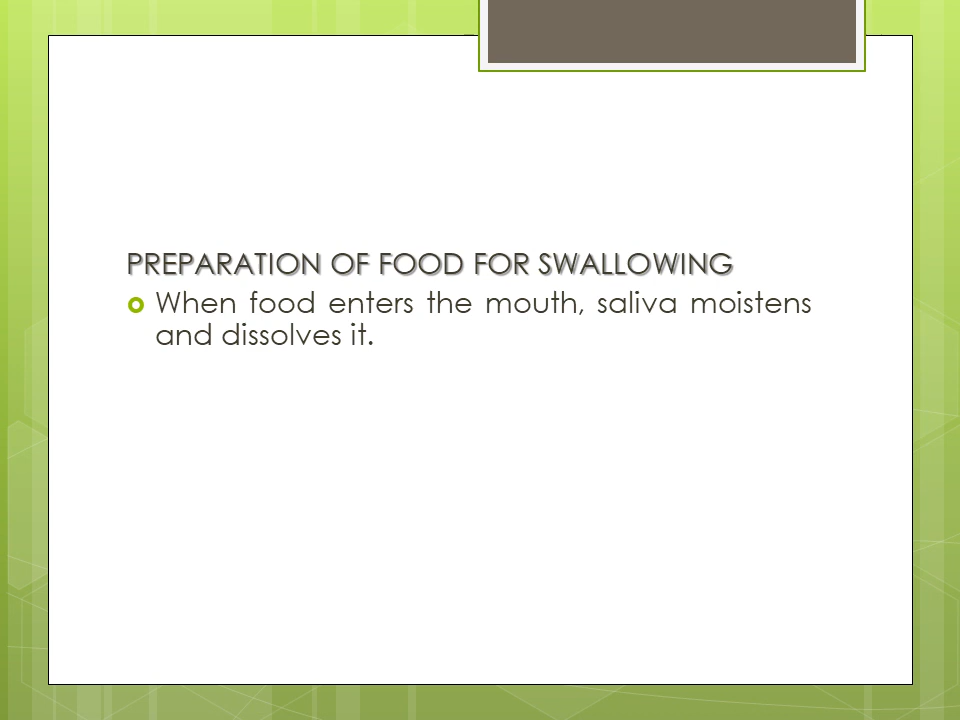 PREPARATION OF FOOD FOR SWALLOWING
When food enters the mouth, saliva moistens
and dissolves it.